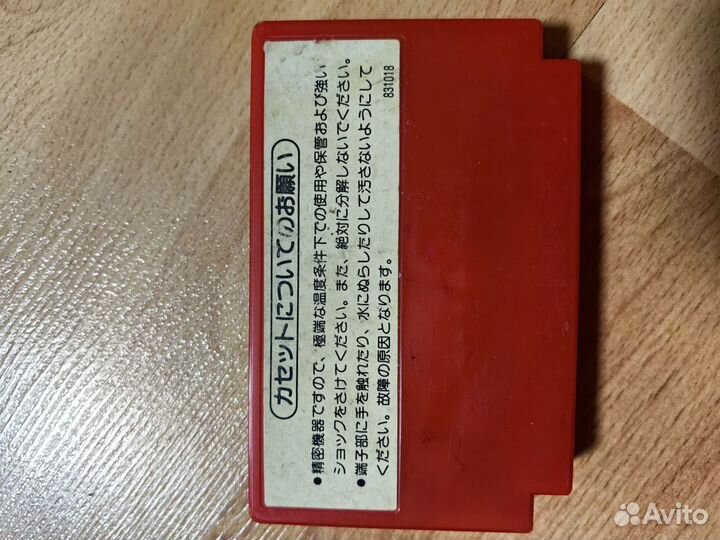 カセットについてのお願い
●精密機器ですので、極端な温度条件下での使用や保管および強い
ショックをさけてください。また、絶対に分解しないでください。
●端子部に手を触れたり、水にぬらしたりして汚さないようにして
ください。故障の原因となります。
831018
Avito